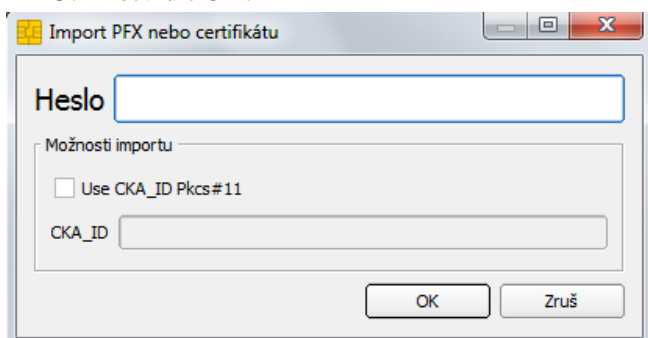 Import PFX nebo certifikátu
Heslo
Možnosti importu
Use CKA_ID Pkcs#11
CKA_ID
OK Zruš